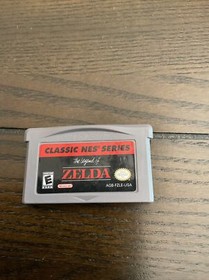 CLASSIC NES SERIES
The Legend of
ZELDA
E
Nintendo
AGB-FZLE-USA